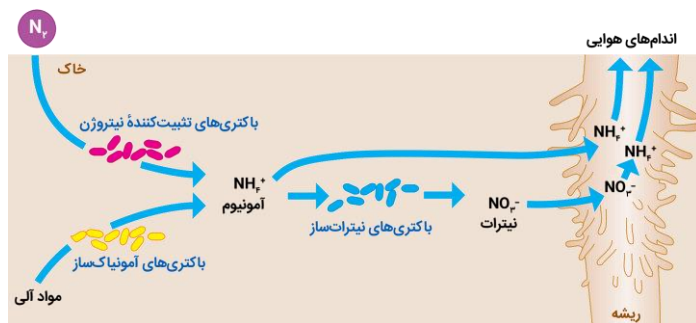 N۲
خاک
اندام‌های هوایی
باکتری‌های تثبیت‌کنندهٔ نیتروژن
NH۴+
NH۴+
NH۴+
آمونیوم
NO۳-
NO۳-
نیترات
باکتری‌های نیترات‌ساز
باکتری‌های آمونیاک‌ساز
مواد آلی
ریشه